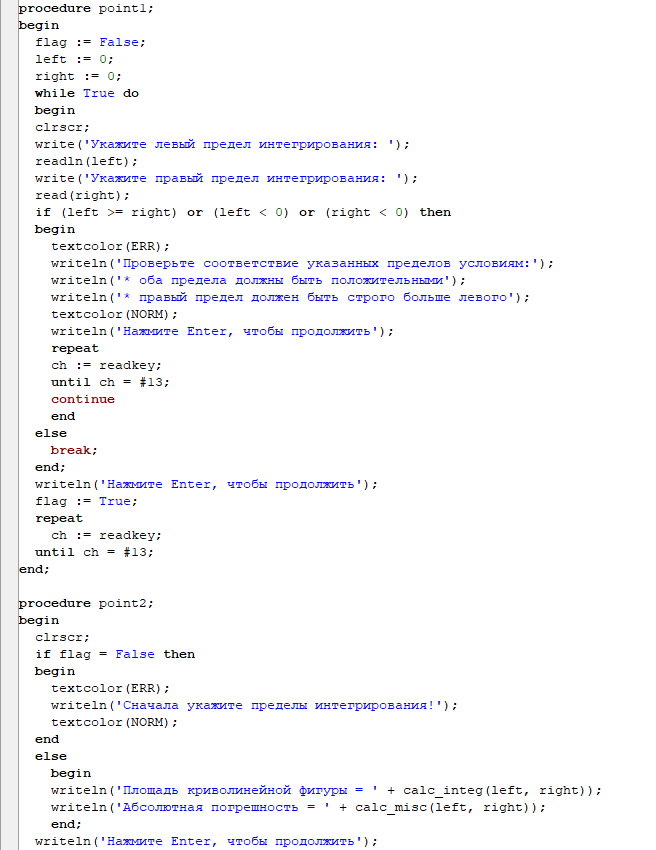 procedure point1;
begin
flag := False;
left := 0;
right := 0;
while True do
begin
clrscr;
write('Укажите левый предел интегрирования: ');
readln(left);
write('Укажите правый предел интегрирования: ');
read(right);
if (left >= right) or (left < 0) or (right < 0) then
begin
textcolor(ERR);
writeln('Проверьте соответствие указанных пределов условиям:');
writeln('* оба предела должны быть положительными');
writeln('* правый предел должен быть строго больше левого');
textcolor(NORM);
writeln('Нажмите Enter, чтобы продолжить');
repeat
ch := readkey;
until ch = #13;
continue
end
else
break;
end;
writeln('Нажмите Enter, чтобы продолжить');
flag := True;
repeat
ch := readkey;
until ch = #13;
end;
procedure point2;
begin
clrscr;
if flag = False then
begin
textcolor(ERR);
writeln('Сначала укажите пределы интегрирования!');
textcolor(NORM);
end
else
begin
writeln('Площадь криволинейной фигуры = ' + calc_integ(left, right));
writeln('Абсолютная погрешность = ' + calc_misc(left, right));
end;
writeln('Нажмите Enter, чтобы продолжить');